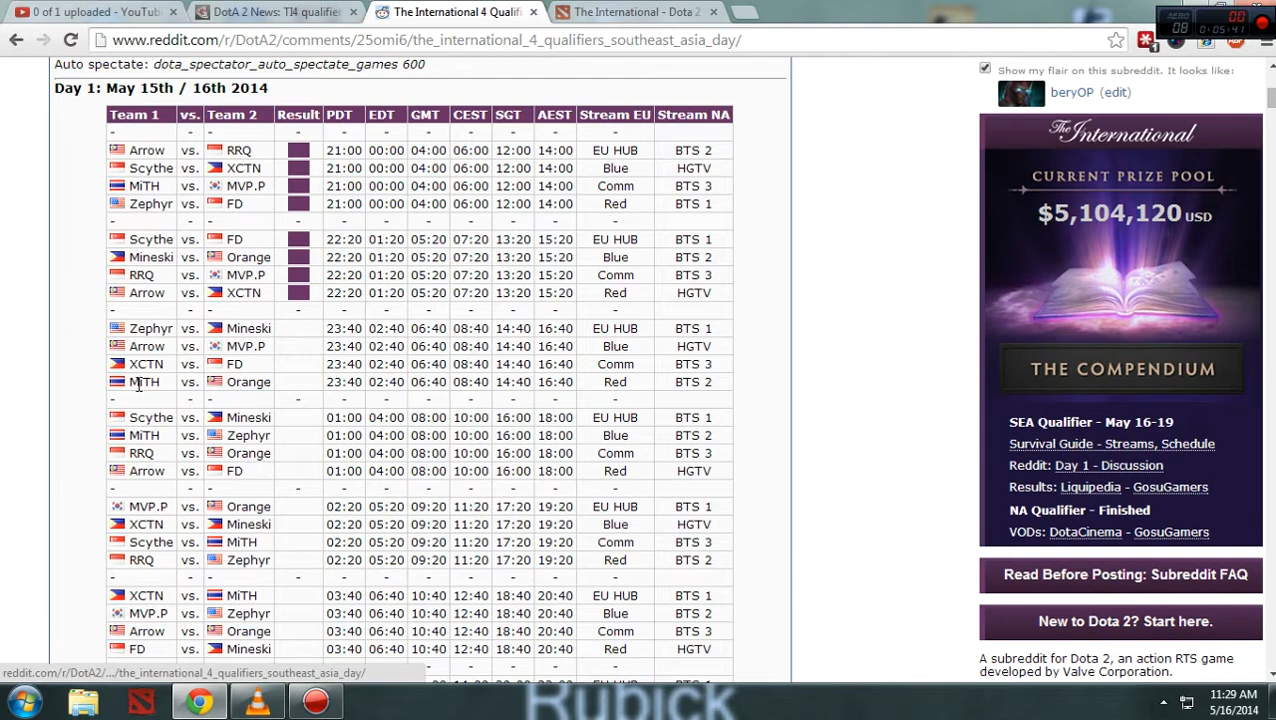 0 of 1 uploaded - YouTub × DotA 2 News: TI4 qualifie × The International 4 Qualifi × The International - Dota 2 ×
AERO 08 00 0:05:41
www.reddit.com/r/D
the_inter
day/
Auto spectate: dota_spectator_auto_spectate_games 600
Show my flair on this subreddit. It looks like:
beryOP (edit)
Day 1: May 15th / 16th 2014
Team 1 vs. Team 2 Result PDT EDT GMT CEST SGT AEST Stream EU Stream NA
- - - - - - - - - - -
Arrow vs. RRQ 21:00 00:00 04:00 06:00 12:00 14:00 EU HUB BTS 2
Scythe vs. XCTN 21:00 00:00 04:00 06:00 12:00 14:00 Blue HGTV
MiTH vs. MVP.P 21:00 00:00 04:00 06:00 12:00 14:00 Comm BTS 3
Zephyr vs. FD 21:00 00:00 04:00 06:00 12:00 14:00 Red BTS 1
- - - - - - - - - - -
Scythe vs. FD 22:20 01:20 05:20 07:20 13:20 15:20 EU HUB BTS 1
Mineski vs. Orange 22:20 01:20 05:20 07:20 13:20 15:20 Blue BTS 2
RRQ vs. MVP.P 22:20 01:20 05:20 07:20 13:20 15:20 Comm BTS 3
Arrow vs. XCTN 22:20 01:20 05:20 07:20 13:20 15:20 Red HGTV
- - - - - - - - - - -
Zephyr vs. Mineski 23:40 02:40 06:40 08:40 14:40 16:40 EU HUB BTS 1
Arrow vs. MVP.P 23:40 02:40 06:40 08:40 14:40 16:40 Blue HGTV
XCTN vs. FD 23:40 02:40 06:40 08:40 14:40 16:40 Comm BTS 3
MiTH vs. Orange 23:40 02:40 06:40 08:40 14:40 16:40 Red BTS 2
- - - - - - - - - - -
Scythe vs. Mineski 01:00 04:00 08:00 10:00 16:00 18:00 EU HUB BTS 1
MiTH vs. Zephyr 01:00 04:00 08:00 10:00 16:00 18:00 Blue BTS 2
RRQ vs. Orange 01:00 04:00 08:00 10:00 16:00 18:00 Comm BTS 3
Arrow vs. FD 01:00 04:00 08:00 10:00 16:00 18:00 Red HGTV
- - - - - - - - - - -
MVP.P vs. Orange 02:20 05:20 09:20 11:20 17:20 19:20 EU HUB BTS 1
XCTN vs. Mineski 02:20 05:20 09:20 11:20 17:20 19:20 Blue HGTV
Scythe vs. MiTH 02:20 05:20 09:20 11:20 17:20 19:20 Comm BTS 3
RRQ vs. Zephyr 02:20 05:20 09:20 11:20 17:20 19:20 Red BTS 2
- - - - - - - - - - -
XCTN vs. MiTH 03:40 06:40 10:40 12:40 18:40 20:40 EU HUB BTS 1
MVP.P vs. Zephyr 03:40 06:40 10:40 12:40 18:40 20:40 Blue BTS 2
Arrow vs. Orange 03:40 06:40 10:40 12:40 18:40 20:40 Comm BTS 3
FD vs. Mineski 03:40 06:40 10:40 12:40 18:40 20:40 Red HGTV
The International
CURRENT PRIZE POOL
$5,104,120 USD
THE COMPENDIUM
SEA Qualifier - May 16-19
Survival Guide - Streams, Schedule
Reddit: Day 1 - Discussion
Results: Liquipedia - GosuGamers
NA Qualifier - Finished
VODs: DotaCinema - GosuGamers
Read Before Posting: Subreddit FAQ
New to Dota 2? Start here.
A subreddit for Dota 2, an action RTS game
developed by Valve Corporation.
reddit.com/r/DotA2/.../the_international_4_qualifiers_southeast_asia_day/
11:29 AM
5/16/2014